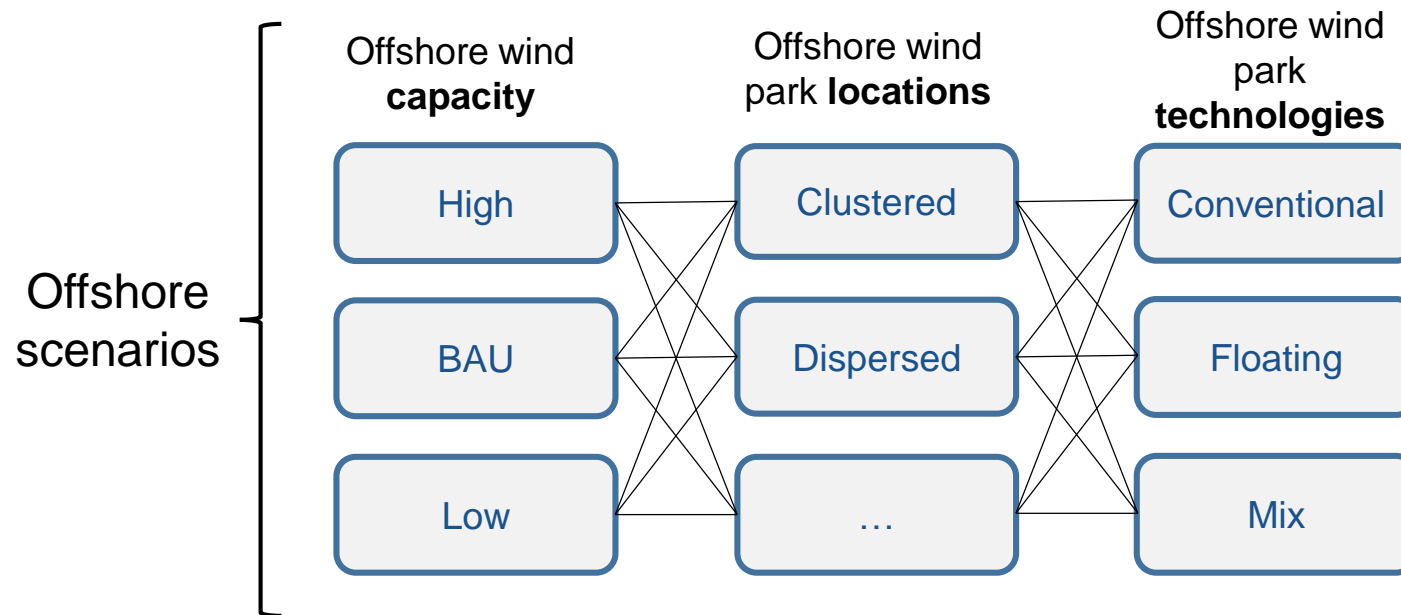 Offshore
scenarios
Offshore wind
capacity
High
BAU
Low
Offshore wind
park locations
Clustered
Dispersed
…
Offshore wind
park
technologies
Conventional
Floating
Mix